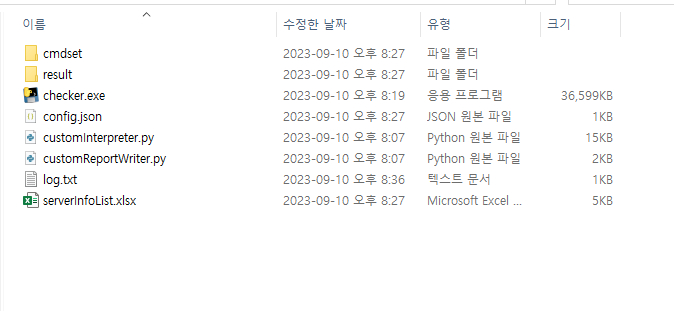 이름 수정한 날짜 유형 크기
cmdset 2023-09-10 오후 8:27 파일 폴더
result 2023-09-10 오후 8:27 파일 폴더
checker.exe 2023-09-10 오후 8:19 응용 프로그램 36,599KB
config.json 2023-09-10 오후 8:27 JSON 원본 파일 1KB
customInterpreter.py 2023-09-10 오후 8:07 Python 원본 파일 15KB
customReportWriter.py 2023-09-10 오후 8:07 Python 원본 파일 2KB
log.txt 2023-09-10 오후 8:36 텍스트 문서 1KB
serverInfoList.xlsx 2023-09-10 오후 8:27 Microsoft Excel ... 5KB